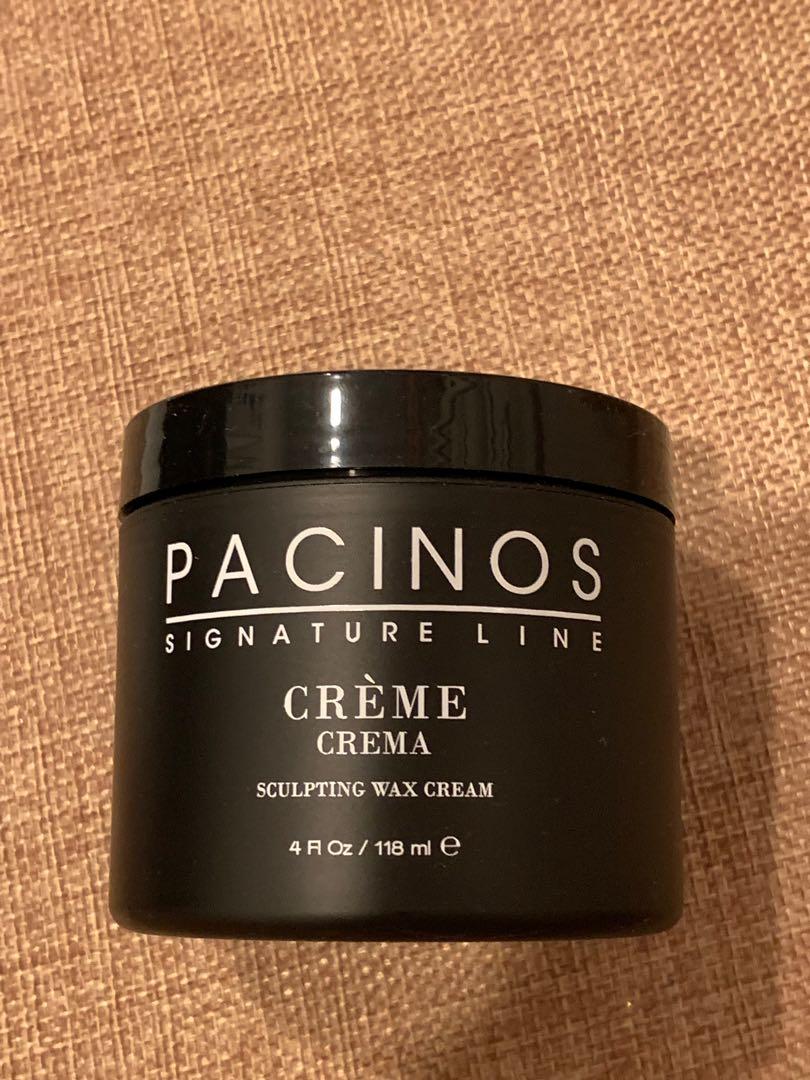 PACINOS
SIGNATURE LINE
CRÈME
CREMA
SCULPTING WAX CREAM
4 Fl Oz / 118 ml ℮